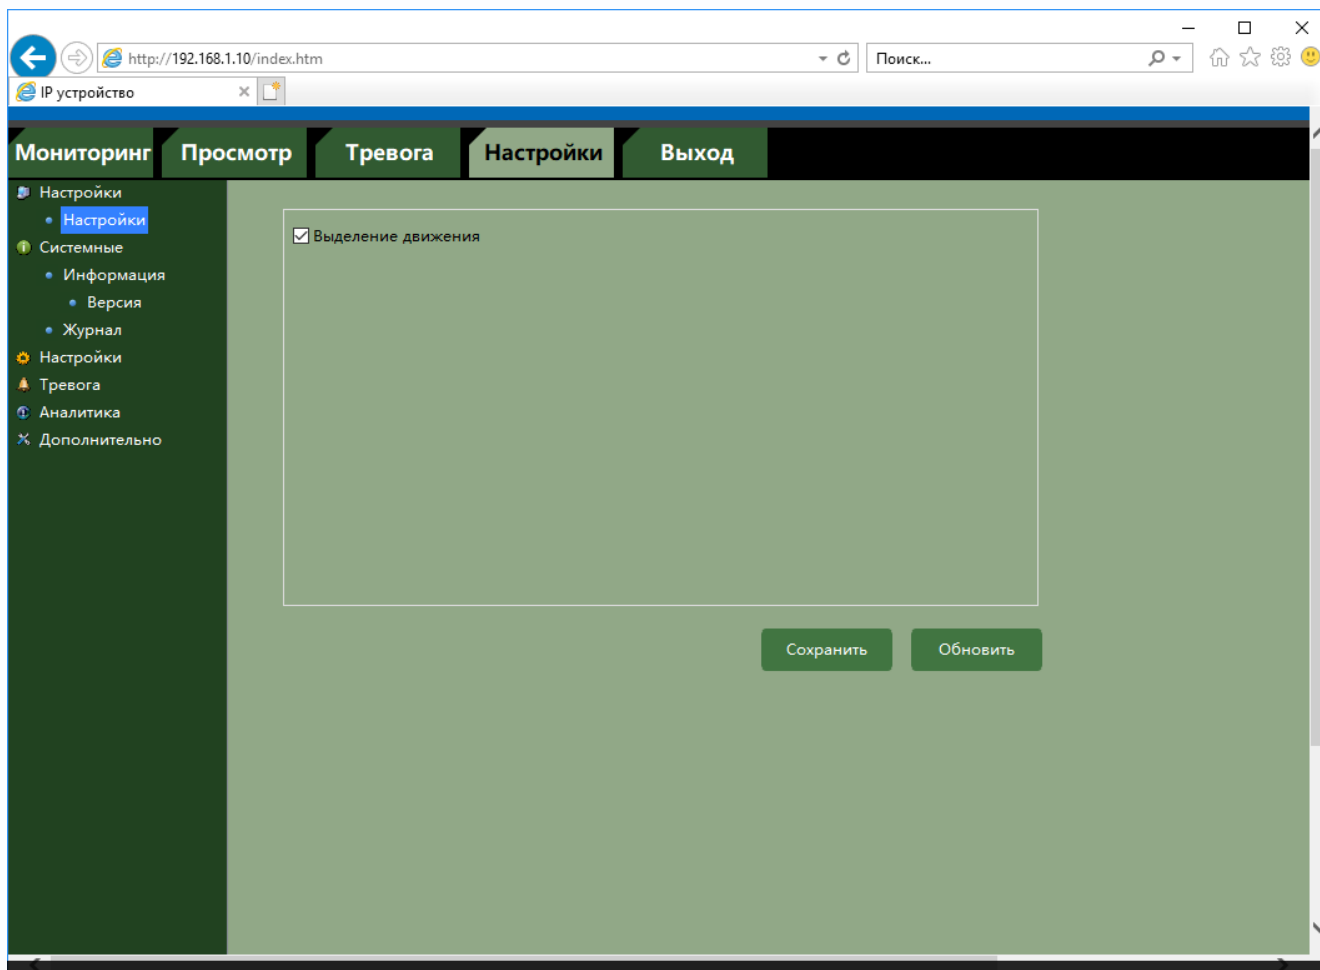 http://192.168.1.10/index.htm
Поиск...
IP устройство
Мониторинг
Просмотр
Тревога
Настройки
Выход
Настройки
Настройки
Системные
Информация
Версия
Журнал
Настройки
Тревога
Аналитика
Дополнительно
Выделение движения
Сохранить
Обновить